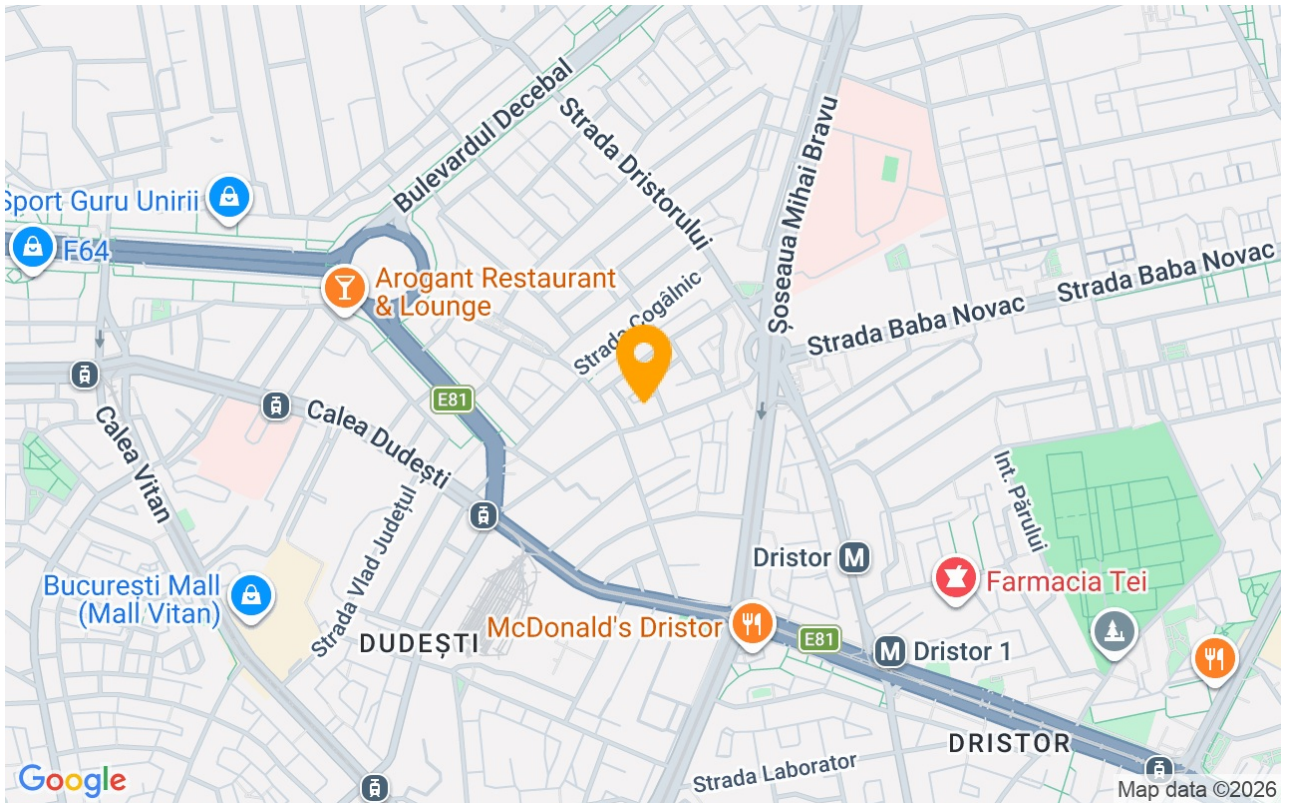 Bulevardul Decebal
Strada Dristorului
Șoseaua Mihai Bravu
Sport Guru Unirii
F64
Arogant Restaurant
& Lounge
Strada Cogâlnic
Strada Baba Novac
Strada Baba Novac
E81
Calea Dudești
Calea Vitan
Strada Vlad Județul
Int. Părului
Dristor M
Farmacia Tei
București Mall
(Mall Vitan)
McDonald's Dristor
DUDEȘTI
E81
M Dristor 1
DRISTOR
Strada Laborator
Google
Map data ©2026